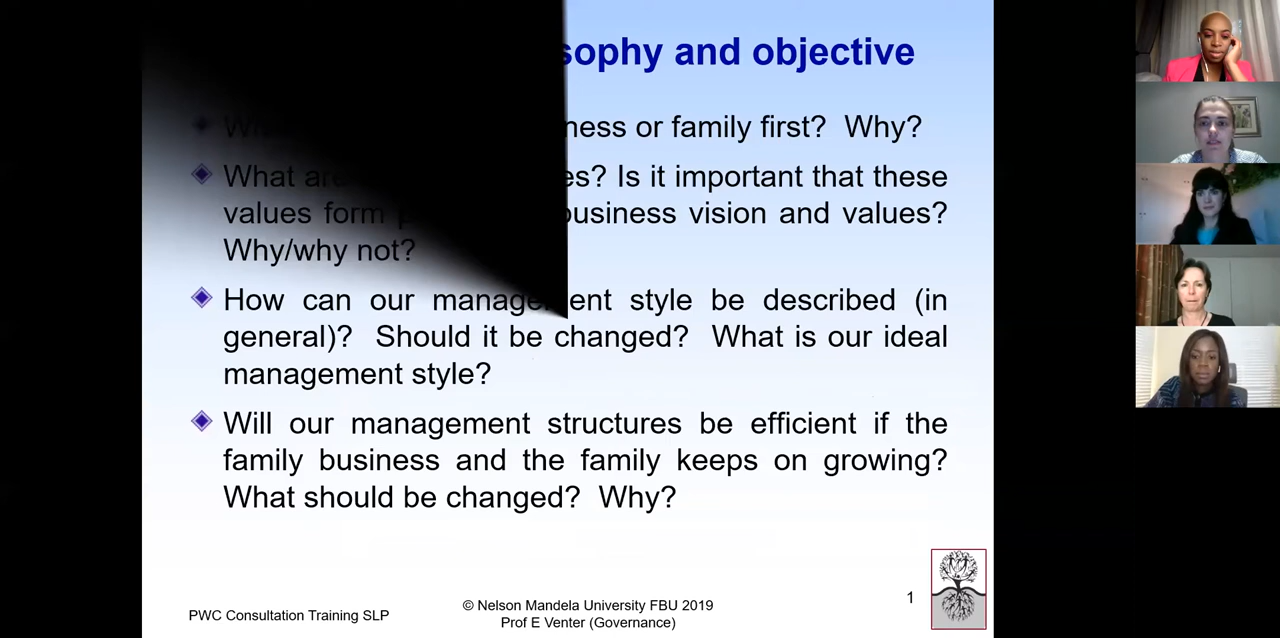 sophy and objective
ness or family first? Why?
What are es? Is it important that these
values form business vision and values?
Why/why not?
How can our management style be described (in
general)? Should it be changed? What is our ideal
management style?
Will our management structures be efficient if the
family business and the family keeps on growing?
What should be changed? Why?
PWC Consultation Training SLP
© Nelson Mandela University FBU 2019
Prof E Venter (Governance)
1